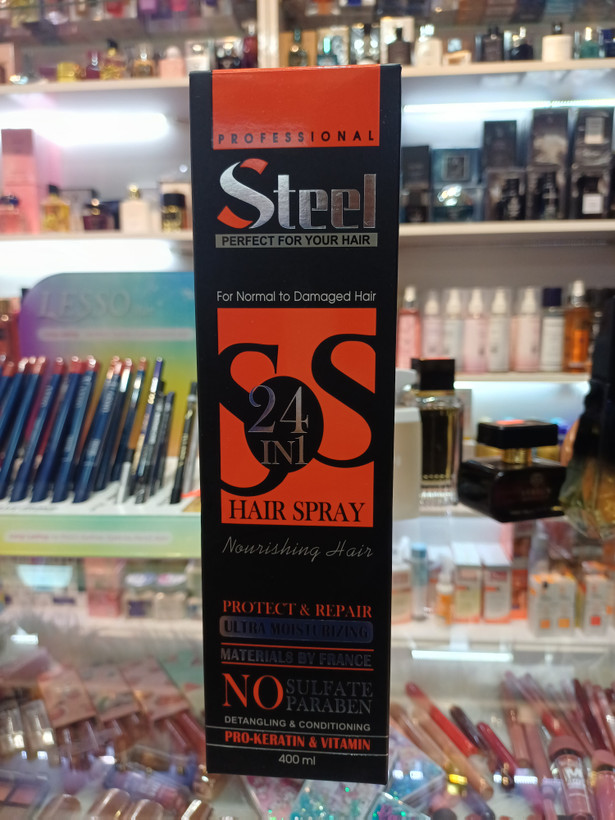 PROFESSIONAL
Steel
PERFECT FOR YOUR HAIR
For Normal to Damaged Hair
SS
24
IN1
HAIR SPRAY
Nourishing Hair
PROTECT & REPAIR
ULTRA MOISTURIZING
MATERIALS BY FRANCE
NO SULFATE
PARABEN
DETANGLING & CONDITIONING
PRO-KERATIN & VITAMIN
400 ml
LESSO